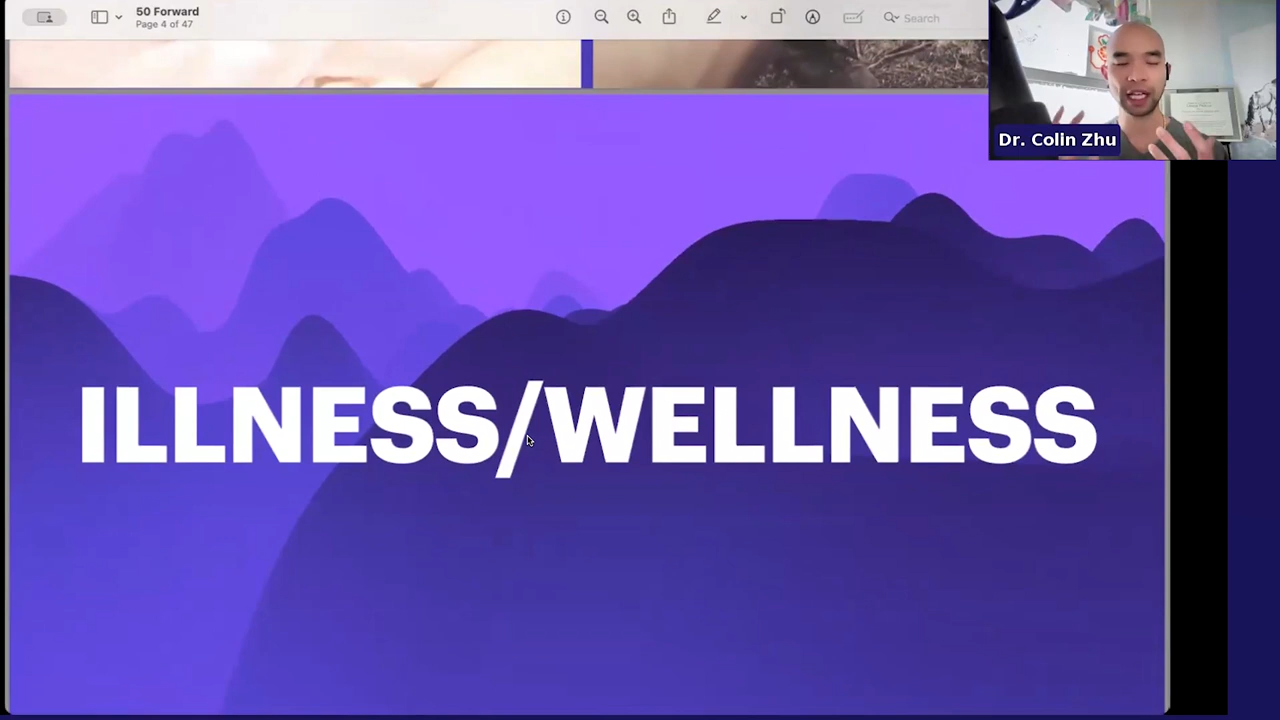 50 Forward
Page 4 of 47
Search
Dr. Colin Zhu
ILLNESS/WELLNESS